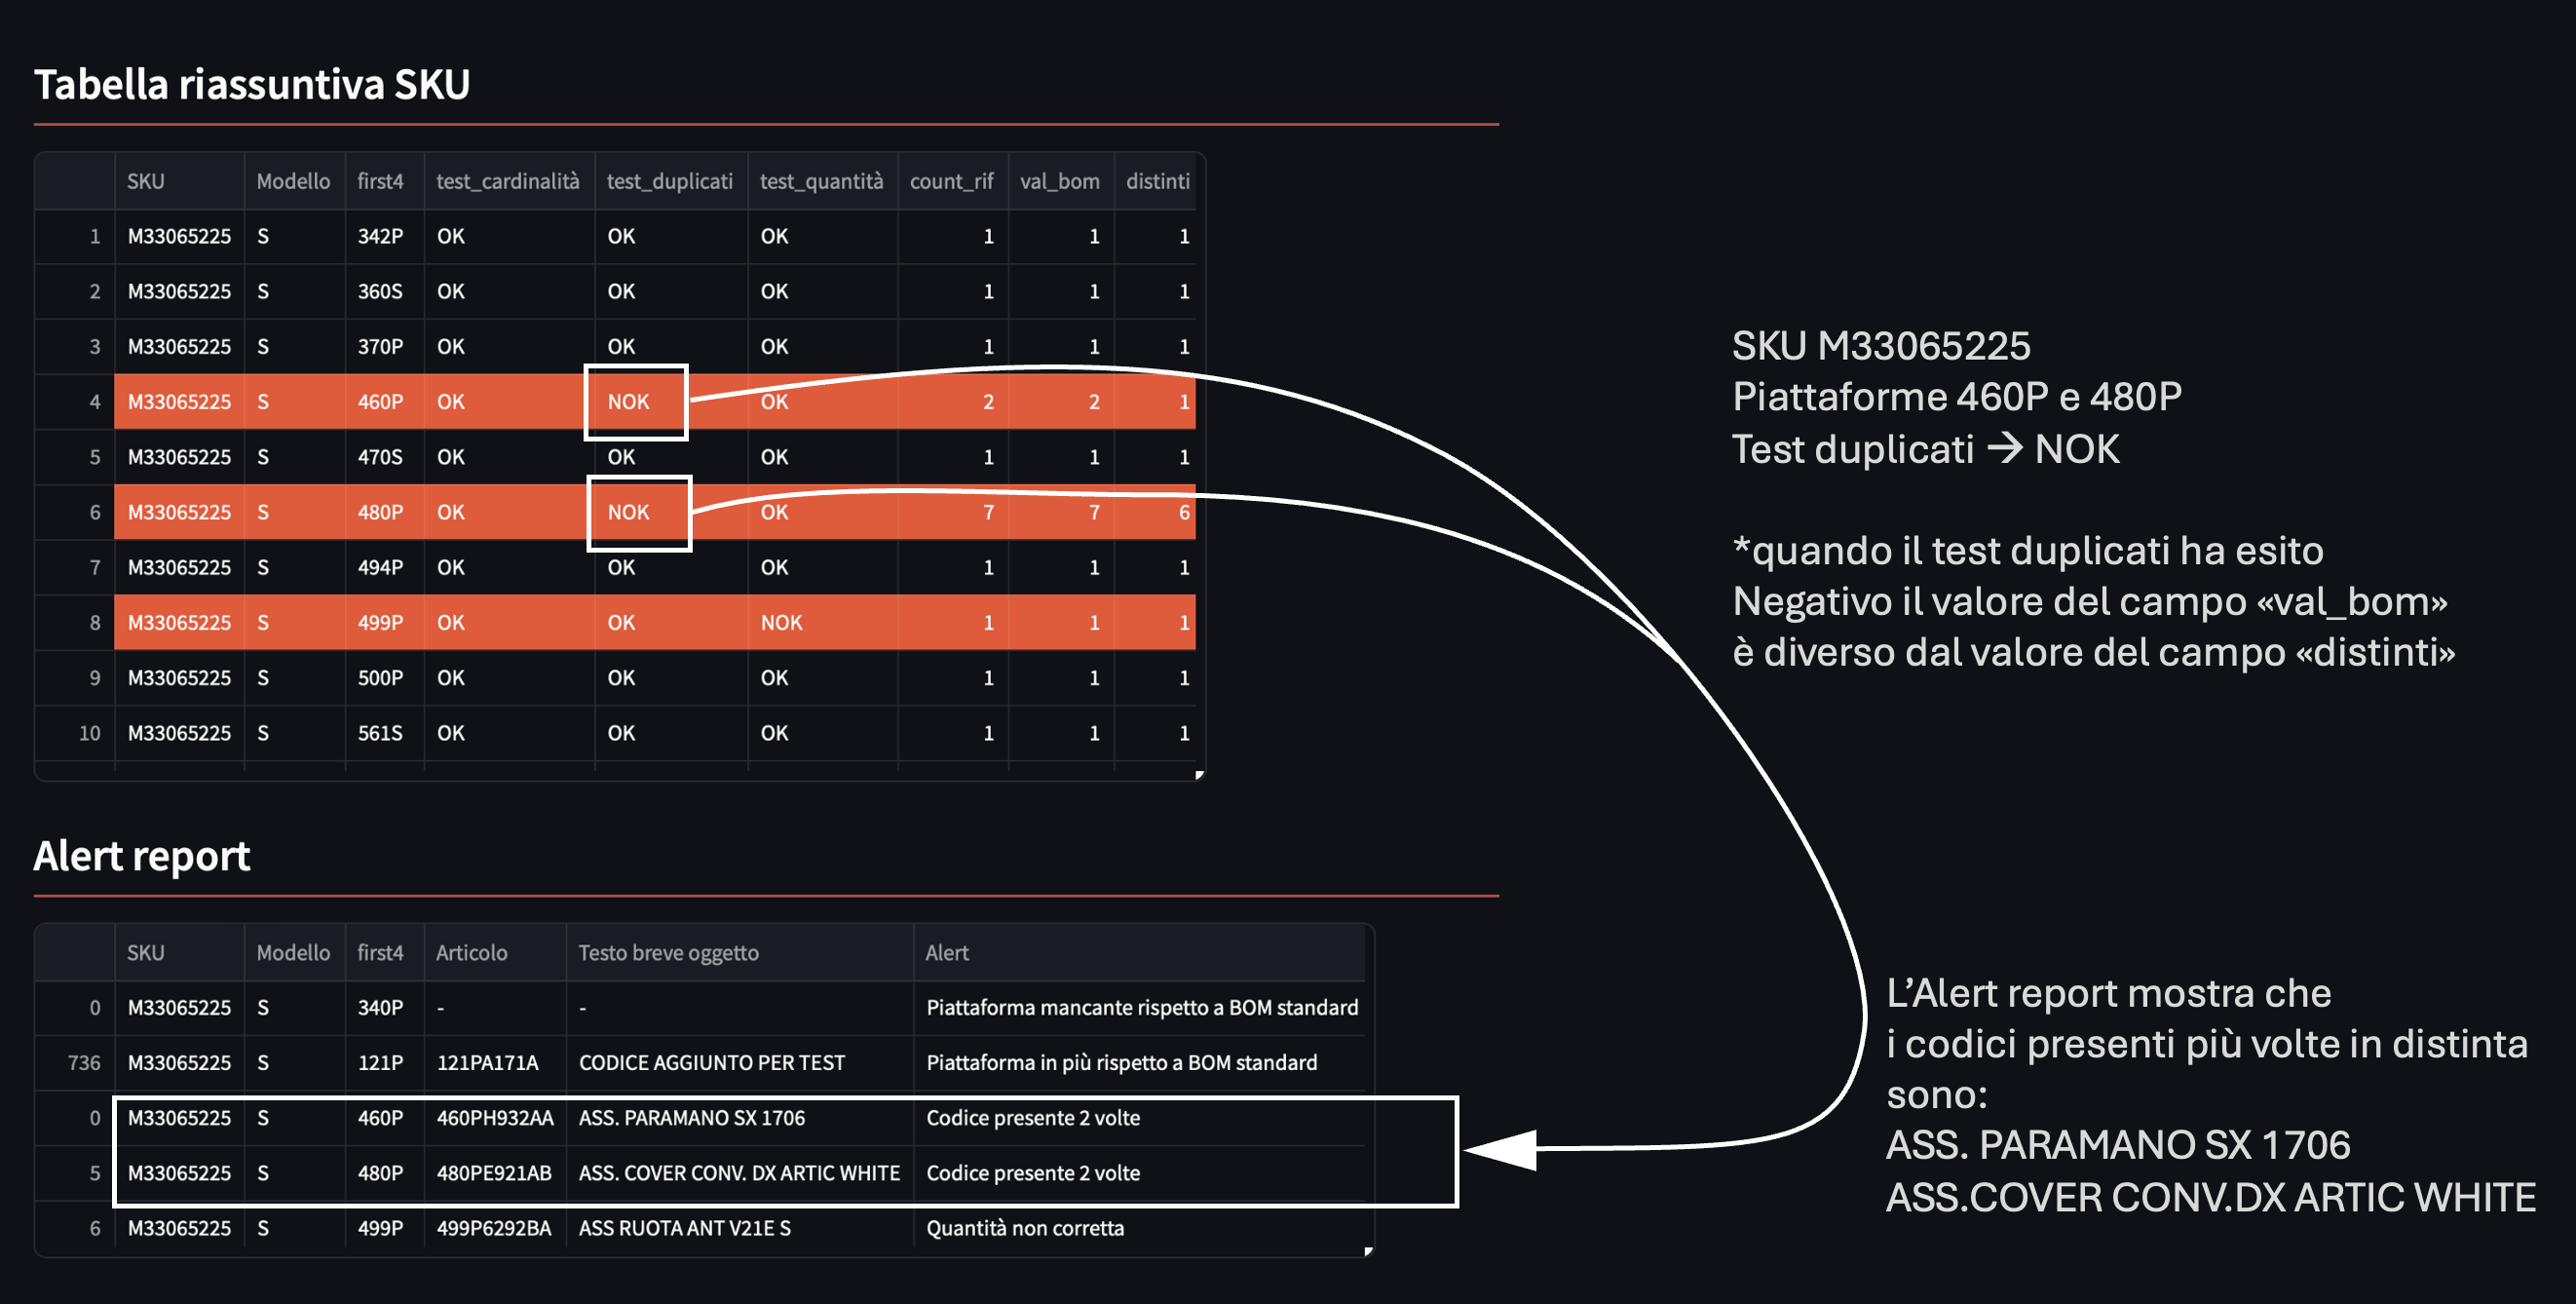 Tabella riassuntiva SKU
SKU Modello first4 test_cardinalità test_duplicati test_quantità count_rif val_bom distinti
1 M33065225 S 342P OK OK OK 1 1 1
2 M33065225 S 360S OK OK OK 1 1 1
3 M33065225 S 370P OK OK OK 1 1 1
4 M33065225 S 460P OK NOK OK 2 2 1
5 M33065225 S 470S OK OK OK 1 1 1
6 M33065225 S 480P OK NOK OK 7 7 6
7 M33065225 S 494P OK OK OK 1 1 1
8 M33065225 S 499P OK OK NOK 1 1 1
9 M33065225 S 500P OK OK OK 1 1 1
10 M33065225 S 561S OK OK OK 1 1 1
SKU M33065225
Piattaforme 460P e 480P
Test duplicati → NOK
*quando il test duplicati ha esito
Negativo il valore del campo «val_bom»
è diverso dal valore del campo «distinti»
Alert report
SKU Modello first4 Articolo Testo breve oggetto Alert
0 M33065225 S 340P - - Piattaforma mancante rispetto a BOM standard
736 M33065225 S 121P 121PA171A CODICE AGGIUNTO PER TEST Piattaforma in più rispetto a BOM standard
0 M33065225 S 460P 460PH932AA ASS. PARAMANO SX 1706 Codice presente 2 volte
5 M33065225 S 480P 480PE921AB ASS. COVER CONV. DX ARTIC WHITE Codice presente 2 volte
6 M33065225 S 499P 499P6292BA ASS RUOTA ANT V21E S Quantità non corretta
L’Alert report mostra che
i codici presenti più volte in distinta
sono:
ASS. PARAMANO SX 1706
ASS.COVER CONV.DX ARTIC WHITE